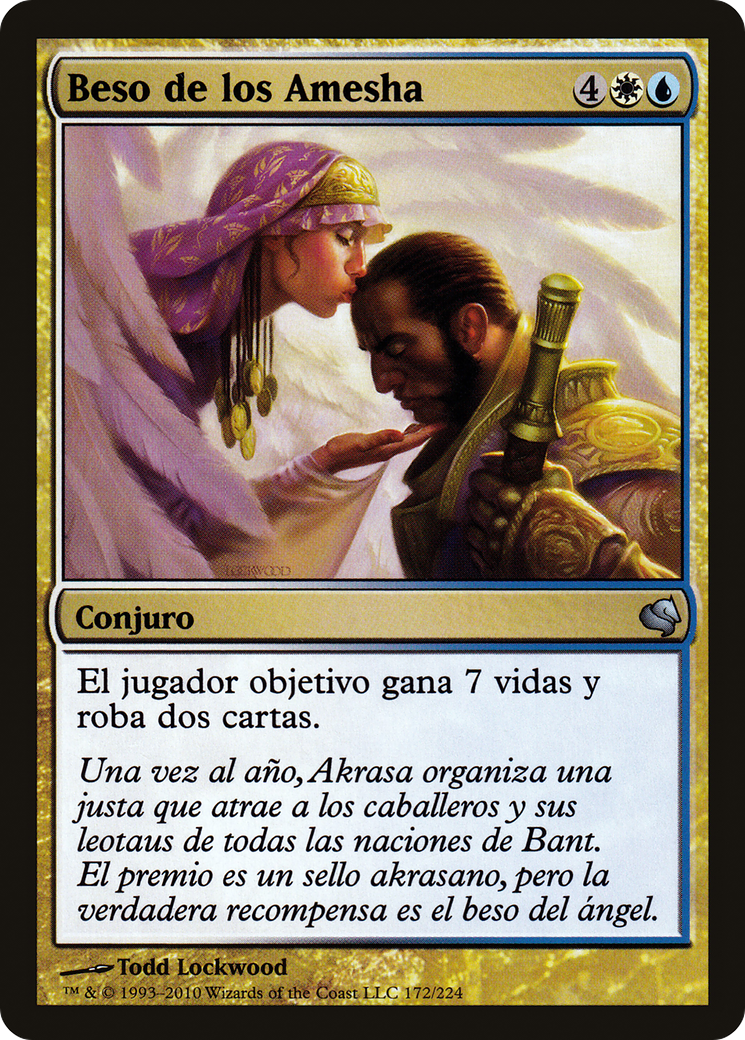 Beso de los Amesha
4
LOCKWOOD
Conjuro
El jugador objetivo gana 7 vidas y
roba dos cartas.
Una vez al año, Akrasa organiza una
justa que atrae a los caballeros y sus
leotaus de todas las naciones de Bant.
El premio es un sello akrasano, pero la
verdadera recompensa es el beso del ángel.
Todd Lockwood
™ & © 1993–2010 Wizards of the Coast LLC 172/224